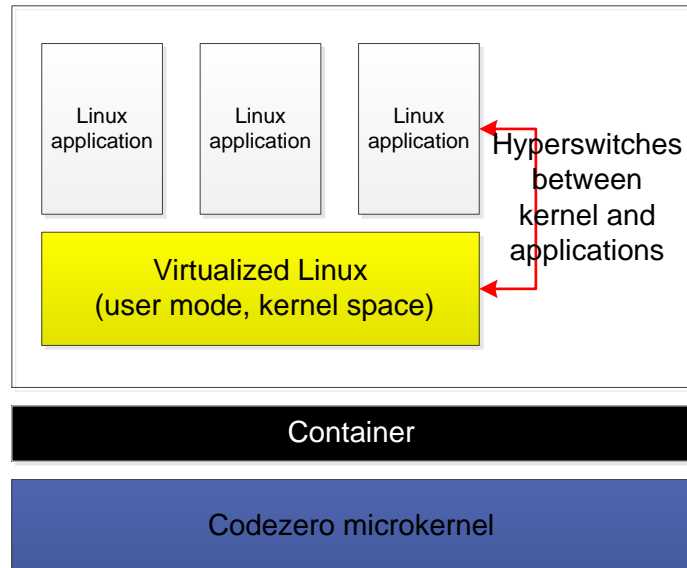 Linux
application
Linux
application
Linux
application
Hyperswitches
between
kernel and
applications
Virtualized Linux
(user mode, kernel space)
Container
Codezero microkernel